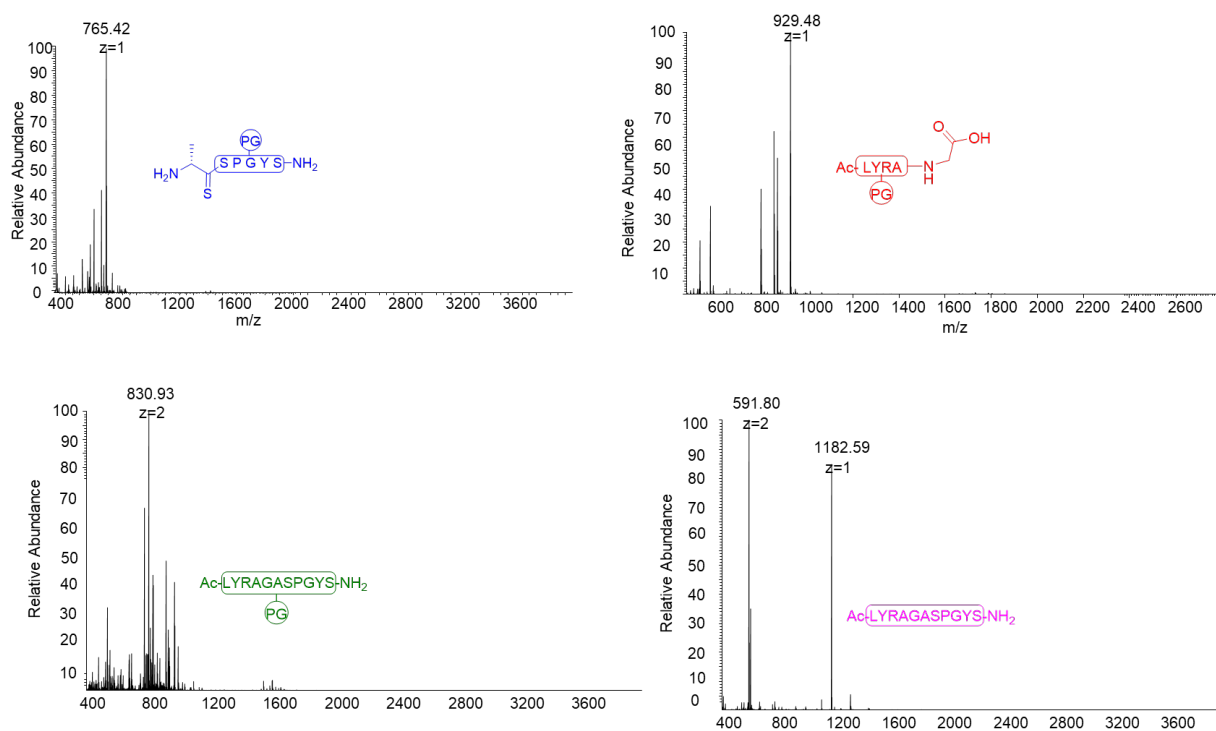 765.42
z=1
100
90
80
70
60
50
40
30
20
10
0
Relative Abundance
400 800 1200 1600 2000 2400 2800 3200 3600
m/z
PG
S P G Y S
NH2
H2N
S
929.48
z=1
100
90
80
70
60
50
40
30
20
10
Relative Abundance
600 800 1000 1200 1400 1600 1800 2000 2200 2400 2600
m/z
O
OH
Ac- LYRA N
H
PG
830.93
z=2
100
90
80
70
60
50
40
30
20
10
Relative Abundance
400 800 1200 1600 2000 2400 2800 3200 3600
Ac-LYRAGASPGYS-NH2
PG
591.80
z=2
1182.59
z=1
100
90
80
70
60
50
40
30
20
10
0
Relative Abundance
400 800 1200 1600 2000 2400 2800 3200 3600
Ac-LYRAGASPGYS-NH2